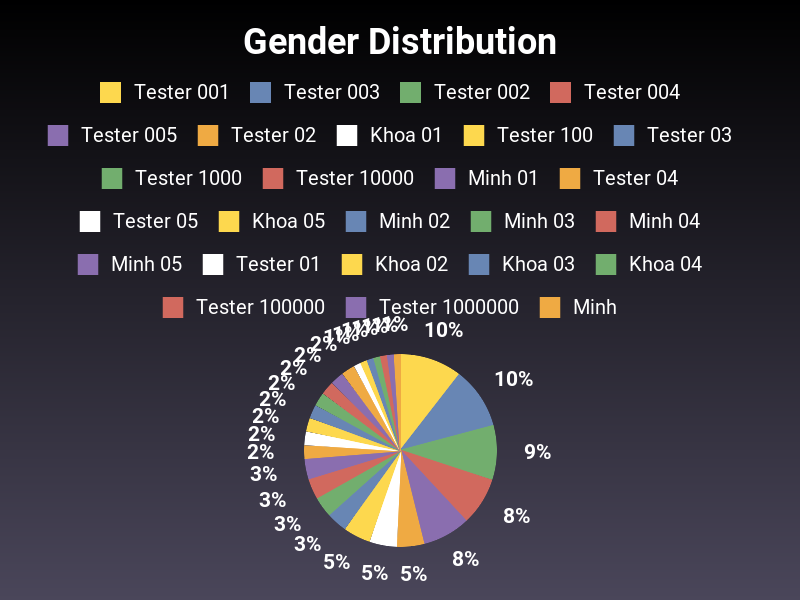 Gender Distribution
Tester 001 Tester 003 Tester 002 Tester 004
Tester 005 Tester 02 Khoa 01 Tester 100 Tester 03
Tester 1000 Tester 10000 Minh 01 Tester 04
Tester 05 Khoa 05 Minh 02 Minh 03 Minh 04
Minh 05 Tester 01 Khoa 02 Khoa 03 Khoa 04
Tester 100000 Tester 1000000 Minh
10%
10%
9%
8%
8%
5%
5%
5%
3%
3%
3%
3%
2%
2%
2%
2%
2%
2%
2%
2%